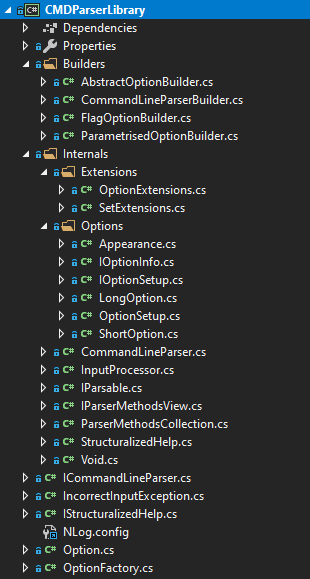 C# CMDParserLibrary
Dependencies
Properties
Builders
C# AbstractOptionBuilder.cs
C# CommandLineParserBuilder.cs
C# FlagOptionBuilder.cs
C# ParametrisedOptionBuilder.cs
Internals
Extensions
C# OptionExtensions.cs
C# SetExtensions.cs
Options
C# Appearance.cs
C# IOptionInfo.cs
C# IOptionSetup.cs
C# LongOption.cs
C# OptionSetup.cs
C# ShortOption.cs
C# CommandLineParser.cs
C# InputProcessor.cs
C# IParsable.cs
C# IParserMethodsView.cs
C# ParserMethodsCollection.cs
C# StructuralizedHelp.cs
C# Void.cs
C# ICommandLineParser.cs
C# IncorrectInputException.cs
C# IStructuralizedHelp.cs
NLog.config
C# Option.cs
C# OptionFactory.cs